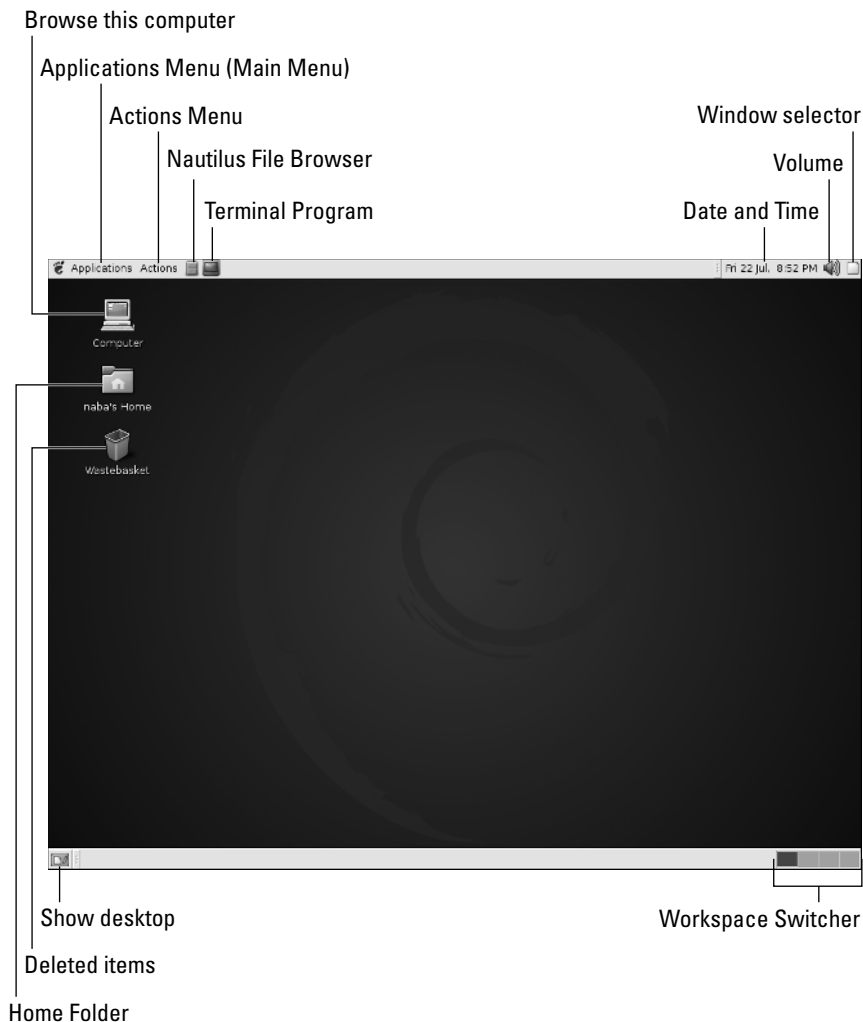 Browse this computer
Applications Menu (Main Menu)
Actions Menu
Window selector
Nautilus File Browser
Volume
Terminal Program
Date and Time
Applications Actions
Fri 22 Jul, 8:52 PM
Computer
naba's Home
Wastebasket
Show desktop
Workspace Switcher
Deleted items
Home Folder